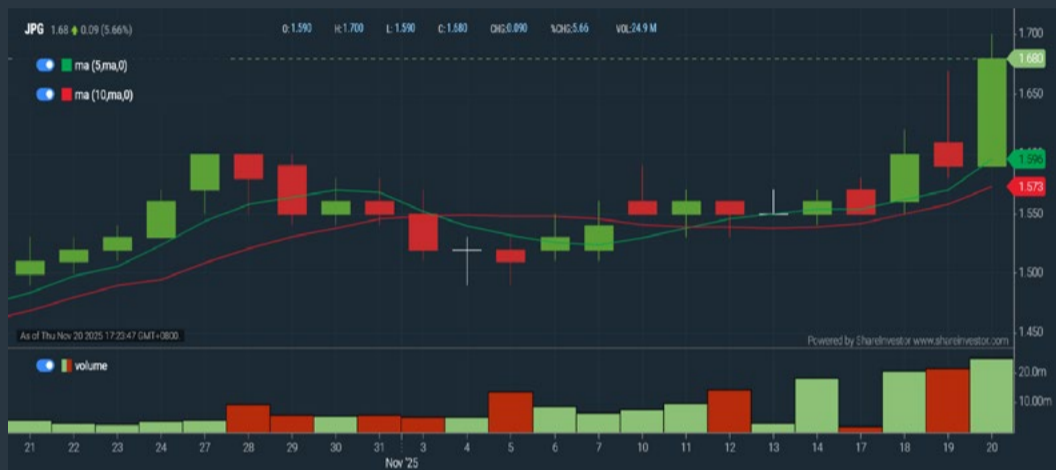 JPG 1.68 0.09 (5.66%) O:1.590 H:1.700 L:1.590 C:1.680 CHG:0.090 %CHG:5.66 VOL:24.9 M
ma (5,ma,0)
ma (10,ma,0)
1.700
1.680
1.650
1.596
1.573
1.550
1.500
1.450
As of Thu Nov 20 2025 17:23:47 GMT+0800.
Powered by ShareInvestor www.shareinvestor.com
volume
20.0m
10.00m
21 22 23 24 27 28 29 30 31 3 4 5 6 7 10 11 12 13 14 17 18 19 20
Nov '25